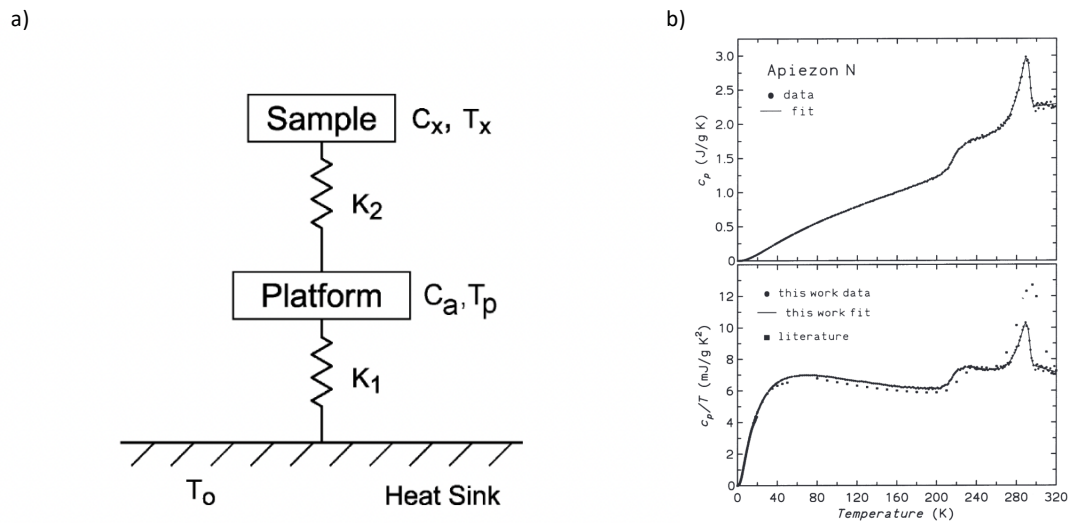 a)
Sample
Cx, Tx
K2
Platform
Ca,Tp
K1
To
Heat Sink
b)
Apiezon N
data
fit
cp (J/g K)
3.0
2.5
2.0
1.5
1.0
0.5
0
this work data
this work fit
literature
cp/T (mJ/g K²)
12
10
8
6
4
2
0
0 40 80 120 160 200 240 280 320
Temperature (K)